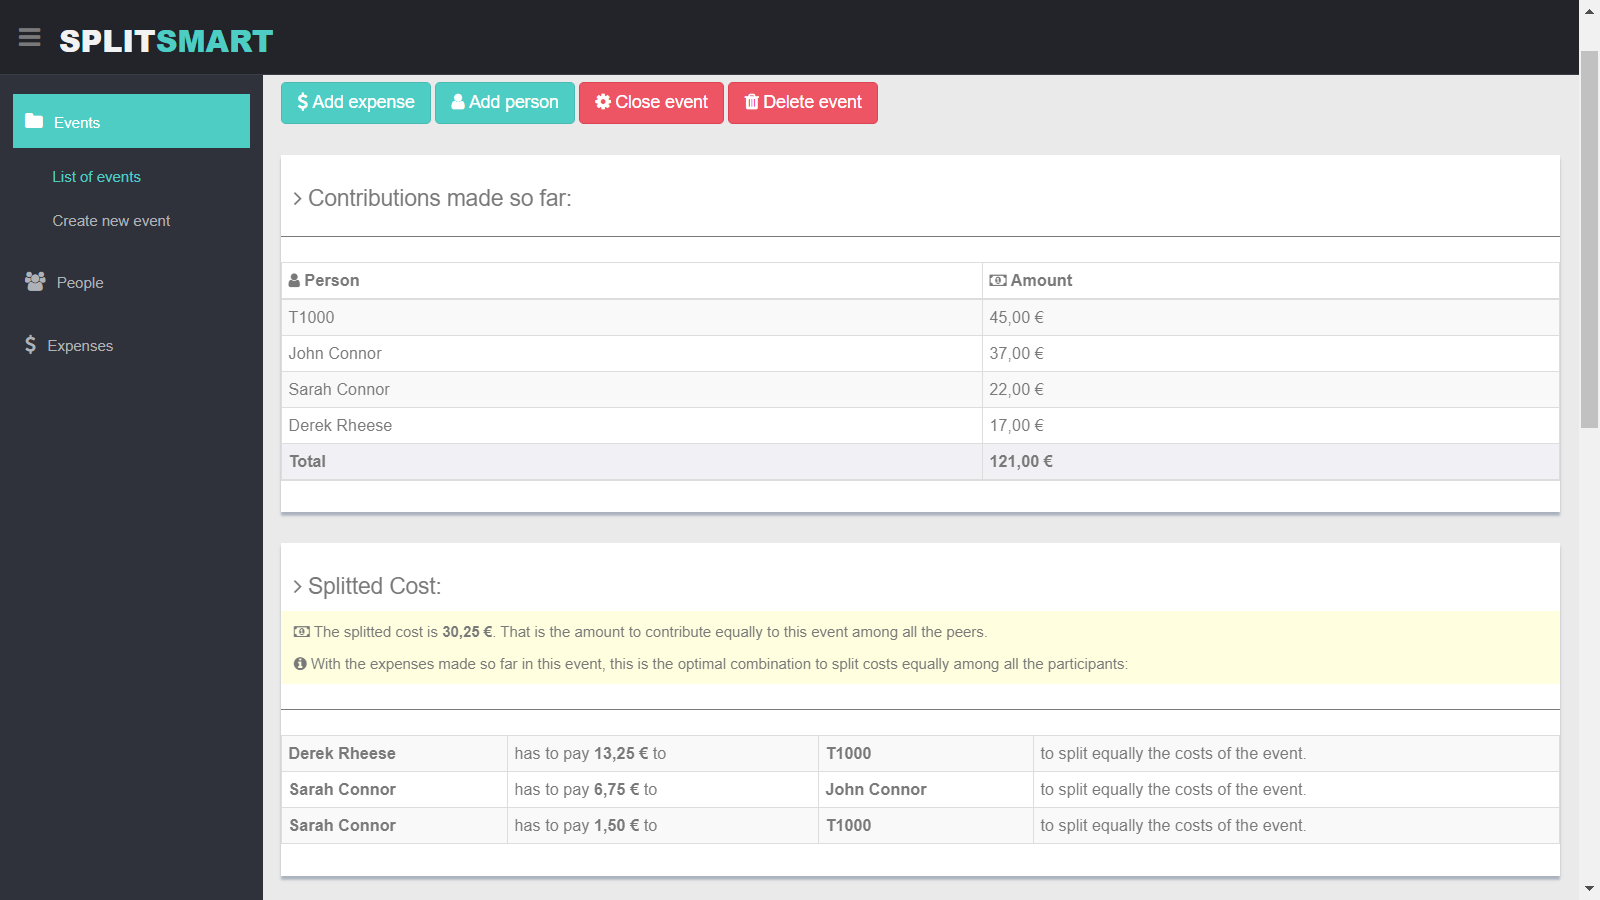 SPLITSMART
Events
List of events
Create new event
People
Expenses
Add expense Add person Close event Delete event
Contributions made so far:
Person Amount
T1000 45,00 €
John Connor 37,00 €
Sarah Connor 22,00 €
Derek Rheese 17,00 €
Total 121,00 €
Splitted Cost:
The splitted cost is 30,25 €. That is the amount to contribute equally to this event among all the peers.
With the expenses made so far in this event, this is the optimal combination to split costs equally among all the participants:
Derek Rheese has to pay 13,25 € to T1000 to split equally the costs of the event.
Sarah Connor has to pay 6,75 € to John Connor to split equally the costs of the event.
Sarah Connor has to pay 1,50 € to T1000 to split equally the costs of the event.